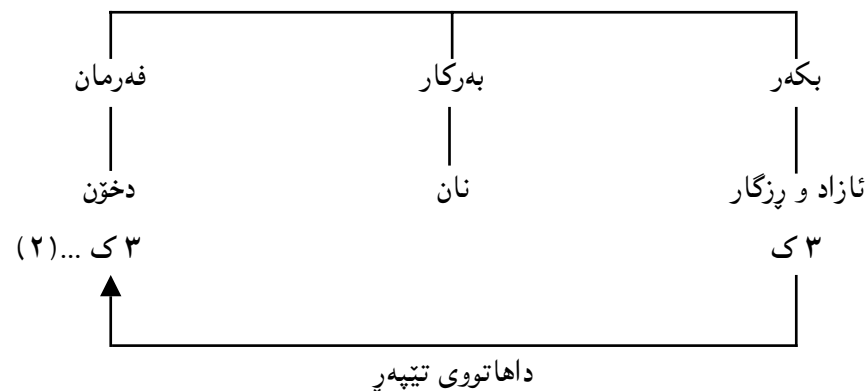 بکەر بەرکار فەرمان
ئازاد و ڕزگار نان دخۆن
٣ ک ٣ ک ...(٢)
داهاتووی تێپەڕ